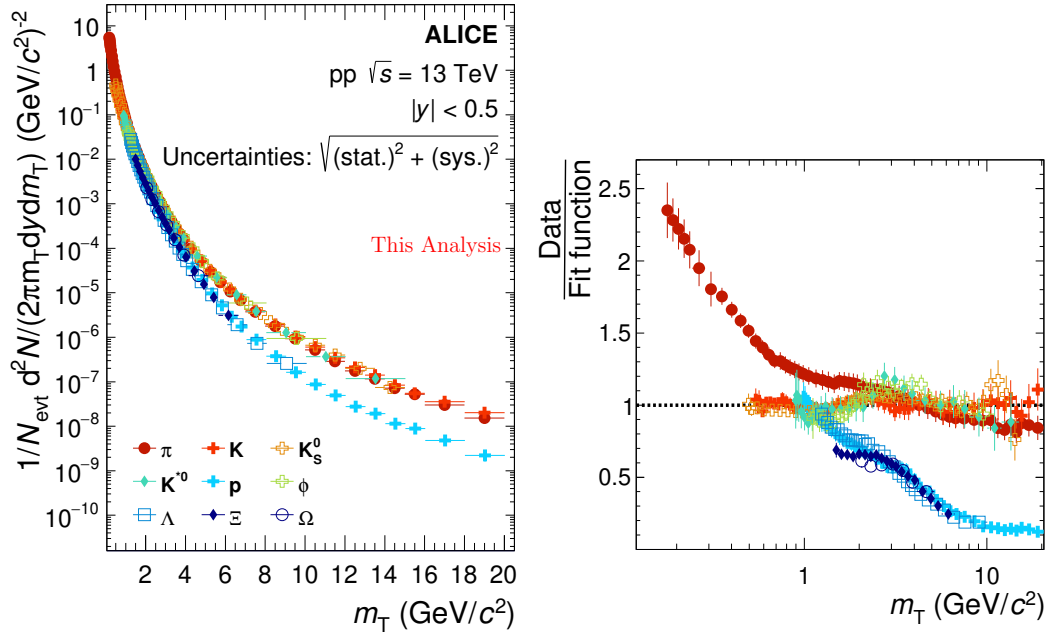 1/N_evt d²N/(2πm_T dydm_T) (GeV/c²)⁻²
10
1
10⁻¹
10⁻²
10⁻³
10⁻⁴
10⁻⁵
10⁻⁶
10⁻⁷
10⁻⁸
10⁻⁹
10⁻¹⁰
ALICE
pp √s = 13 TeV
|y| < 0.5
Uncertainties: √(stat.)² + (sys.)²
This Analysis
π K K⁰_S
K*⁰ p ϕ
Λ Ξ Ω
2 4 6 8 10 12 14 16 18 20
m_T (GeV/c²)
Data
Fit function
2.5
2
1.5
1
0.5
1 10
m_T (GeV/c²)